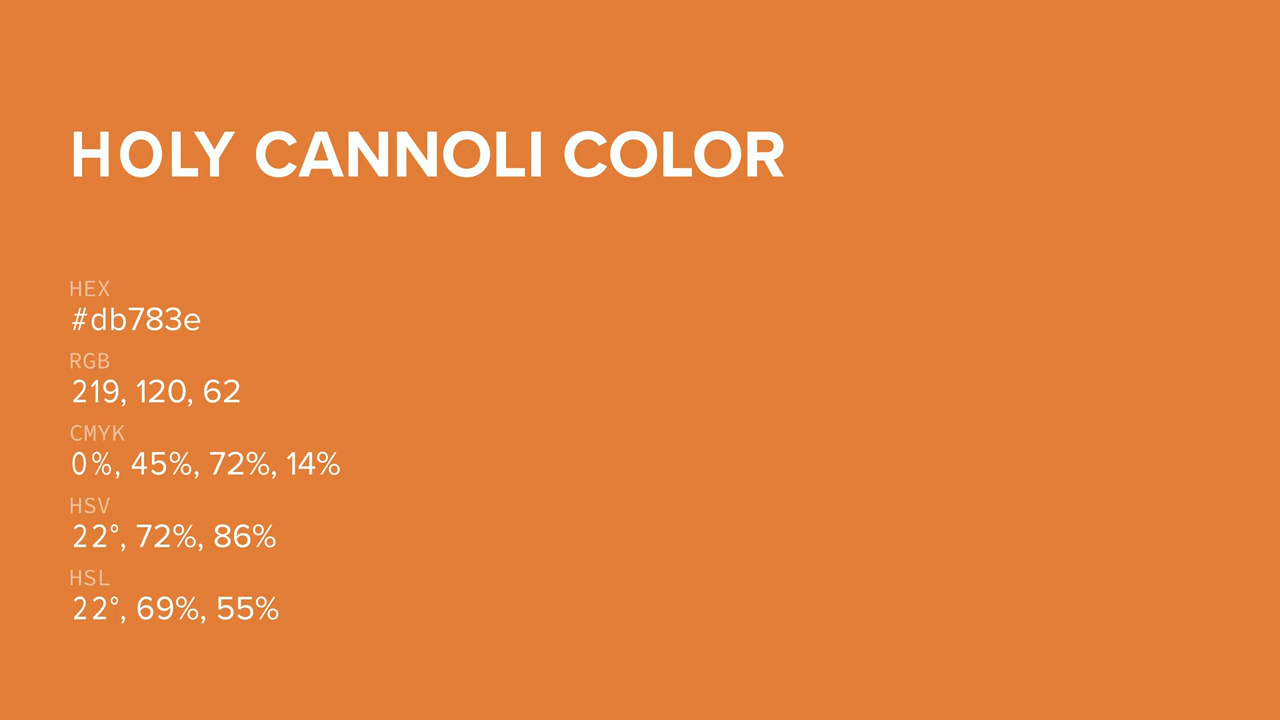 HOLY CANNOLI COLOR
HEX
#db783e
RGB
219, 120, 62
CMYK
0%, 45%, 72%, 14%
HSV
22°, 72%, 86%
HSL
22°, 69%, 55%